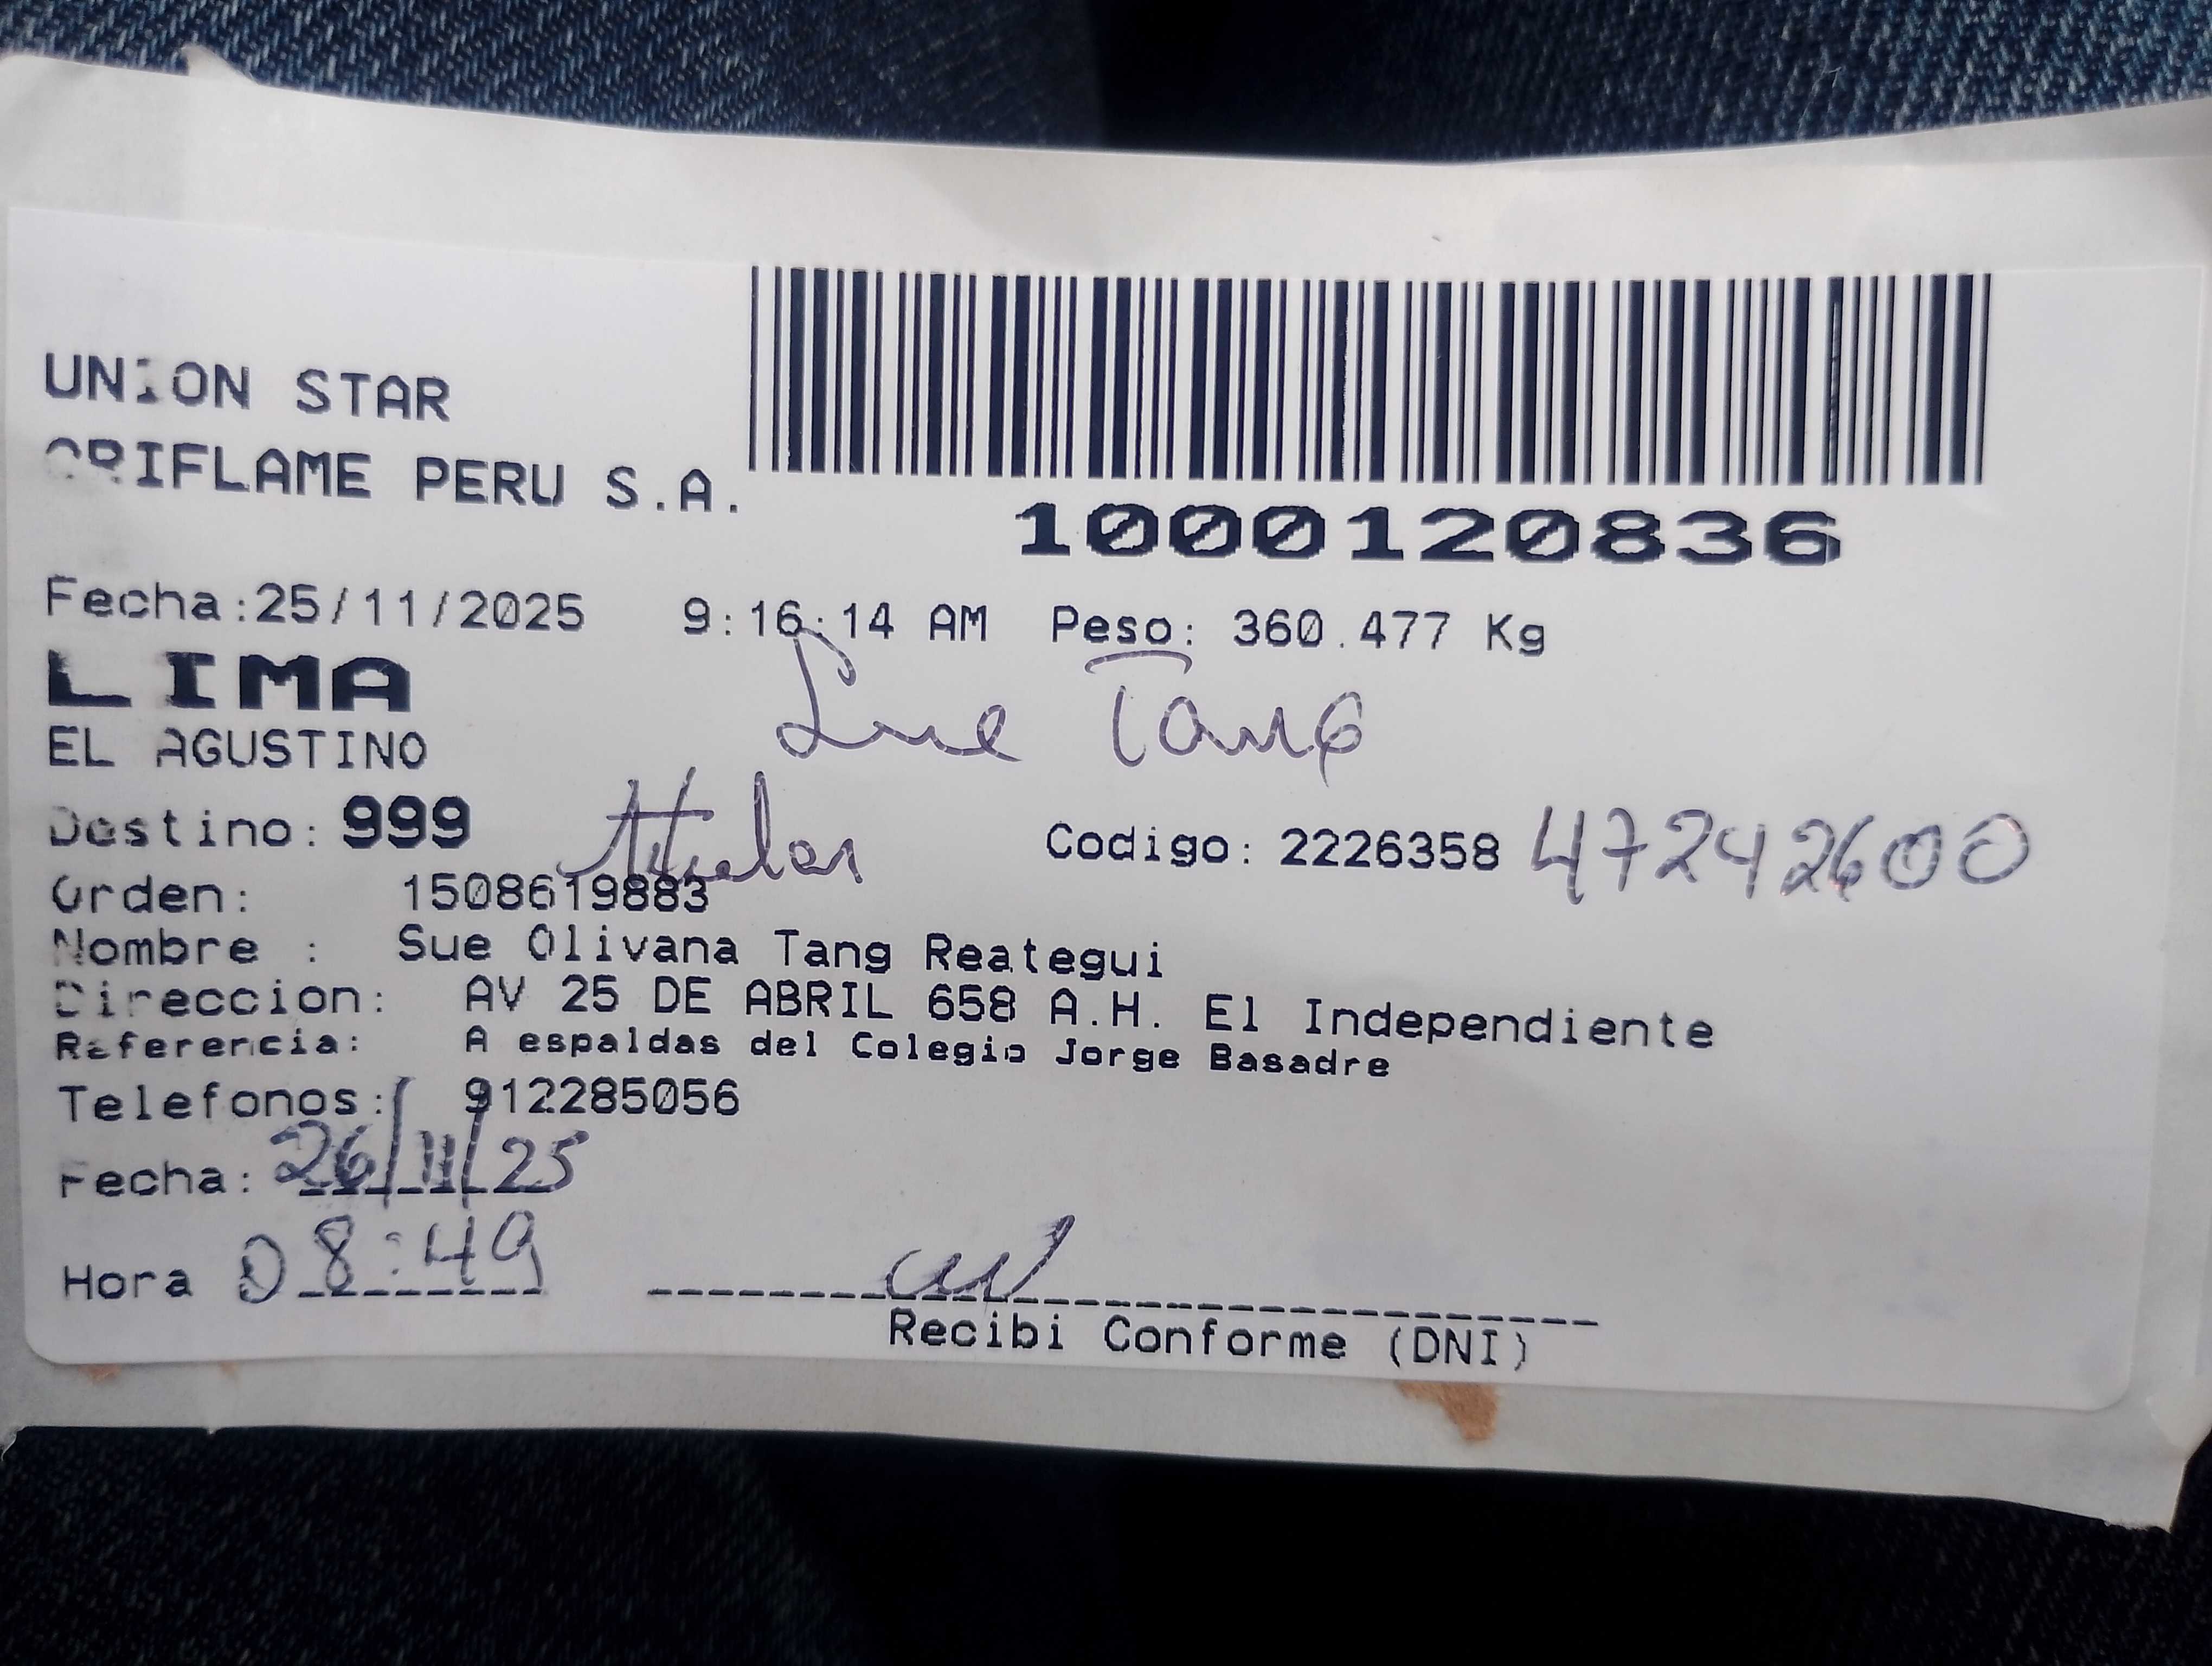 UNION STAR
ORIFLAME PERU S.A.
1000120836
Fecha:25/11/2025 9:16:14 AM Peso: 360.477 Kg
LIMA
Sue Tang
EL AGUSTINO
Destino: 999 Titular Codigo: 2226358 47242600
Orden: 1508619883
Nombre : Sue Olivana Tang Reategui
Direccion: AV 25 DE ABRIL 658 A.H. El Independiente
Referencia: A espaldas del Colegio Jorge Basadre
Telefonos: 912285056
Fecha: 26/11/25
Hora 08:49
Recibi Conforme (DNI)